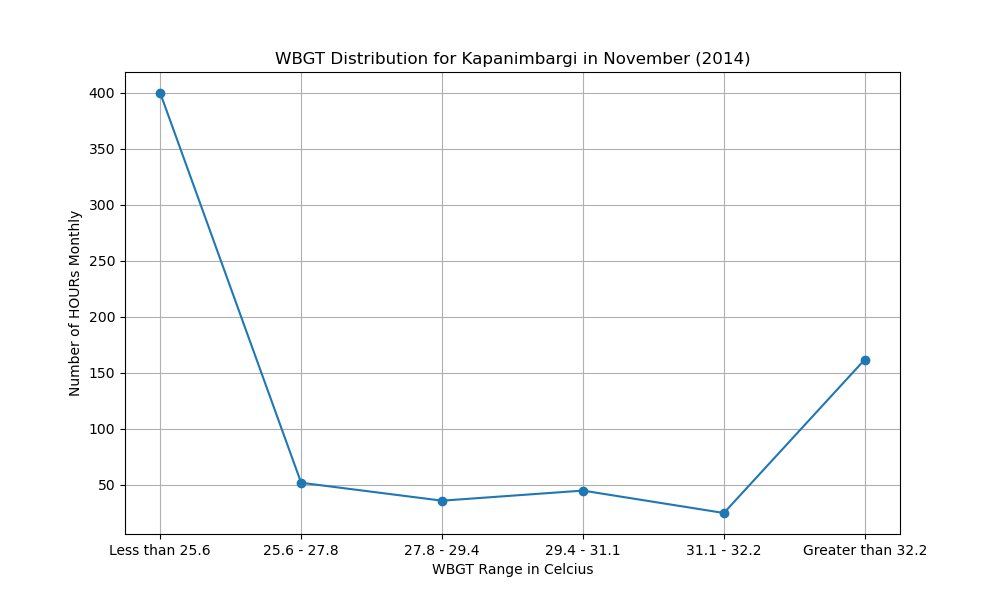 WBGT Distribution for Kapanimbargi in November (2014)
Number of HOURs Monthly
400
350
300
250
200
150
100
50
Less than 25.6 25.6 - 27.8 27.8 - 29.4 29.4 - 31.1 31.1 - 32.2 Greater than 32.2
WBGT Range in Celcius